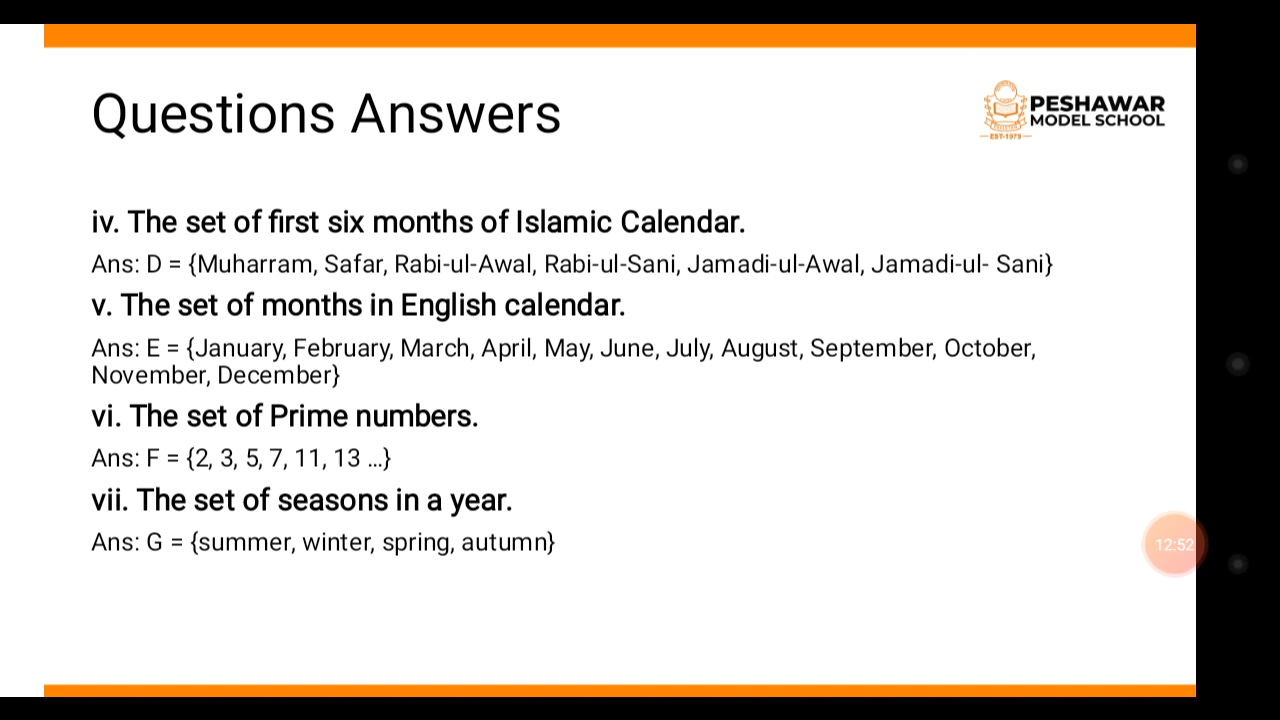 Questions Answers
PESHAWAR
MODEL SCHOOL
EST-1979
iv. The set of first six months of Islamic Calendar.
Ans: D = {Muharram, Safar, Rabi-ul-Awal, Rabi-ul-Sani, Jamadi-ul-Awal, Jamadi-ul- Sani}
v. The set of months in English calendar.
Ans: E = {January, February, March, April, May, June, July, August, September, October,
November, December}
vi. The set of Prime numbers.
Ans: F = {2, 3, 5, 7, 11, 13 ...}
vii. The set of seasons in a year.
Ans: G = {summer, winter, spring, autumn}
12:52